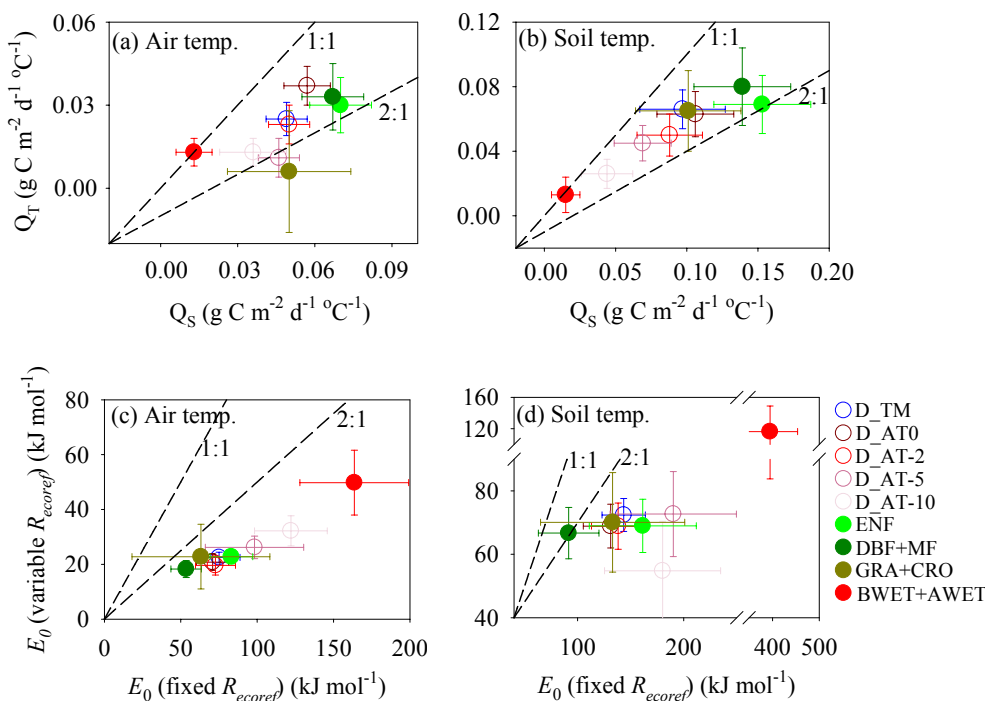 (a) Air temp.
1:1
2:1
0.06
0.03
0.00
0.00
0.03
0.06
0.09
Q_T (g C m^-2 d^-1 °C^-1)
Q_S (g C m^-2 d^-1 °C^-1)
(b) Soil temp.
1:1
2:1
0.12
0.08
0.04
0.00
0.00
0.05
0.10
0.15
0.20
Q_S (g C m^-2 d^-1 °C^-1)
(c) Air temp.
1:1
2:1
80
60
40
20
0
0
50
100
150
200
E_0 (variable R_ecoref) (kJ mol^-1)
E_0 (fixed R_ecoref) (kJ mol^-1)
(d) Soil temp.
1:1
2:1
160
120
80
60
40
100
200
400
500
E_0 (fixed R_ecoref) (kJ mol^-1)
D_TM
D_AT0
D_AT-2
D_AT-5
D_AT-10
ENF
DBF+MF
GRA+CRO
BWET+AWET